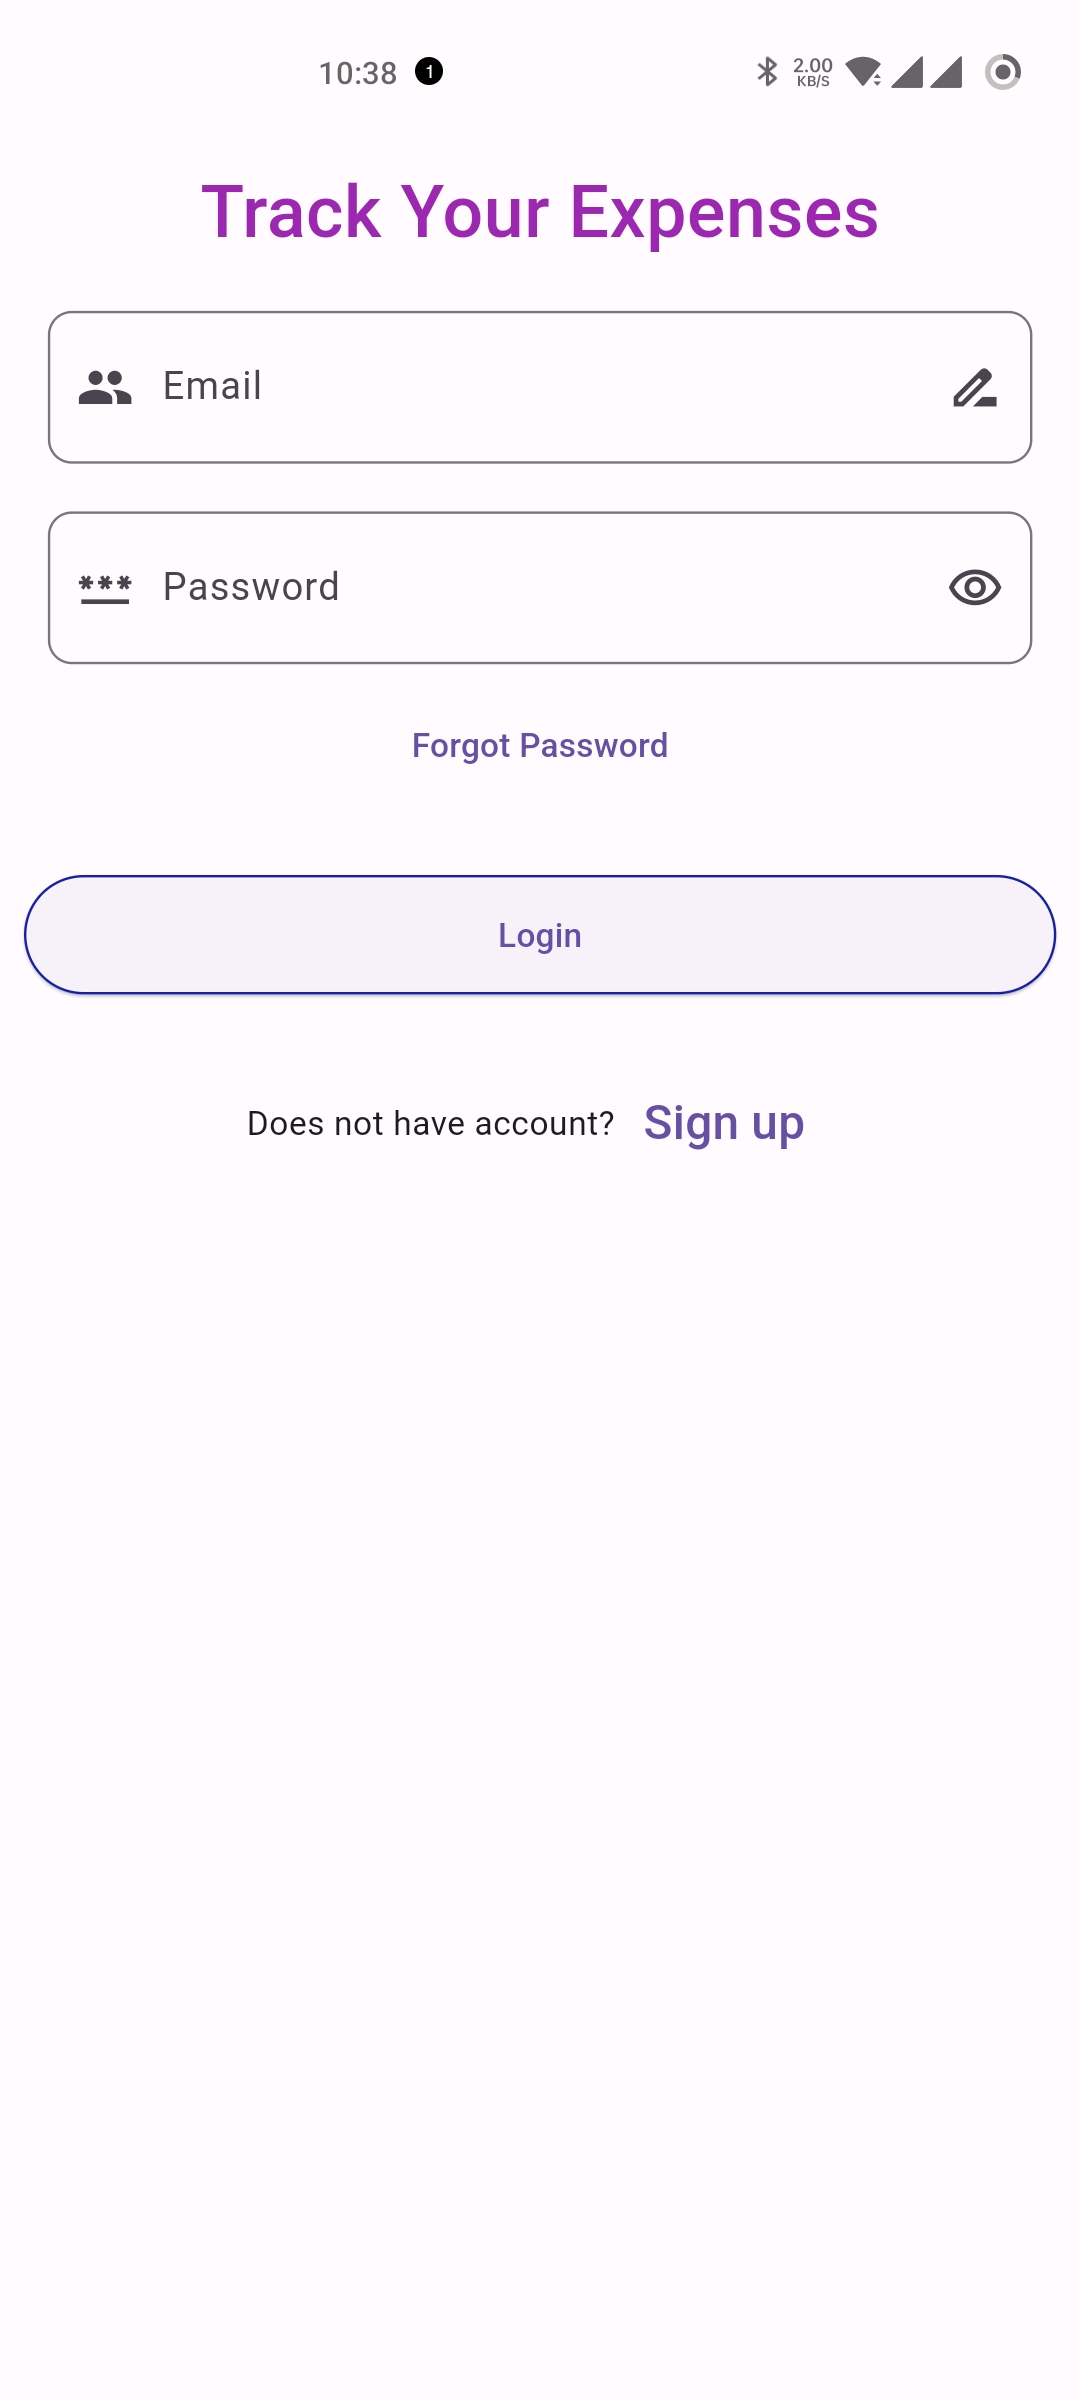 10:38 1 2.00 KB/S
Track Your Expenses
Email
*** Password
Forgot Password
Login
Does not have account? Sign up